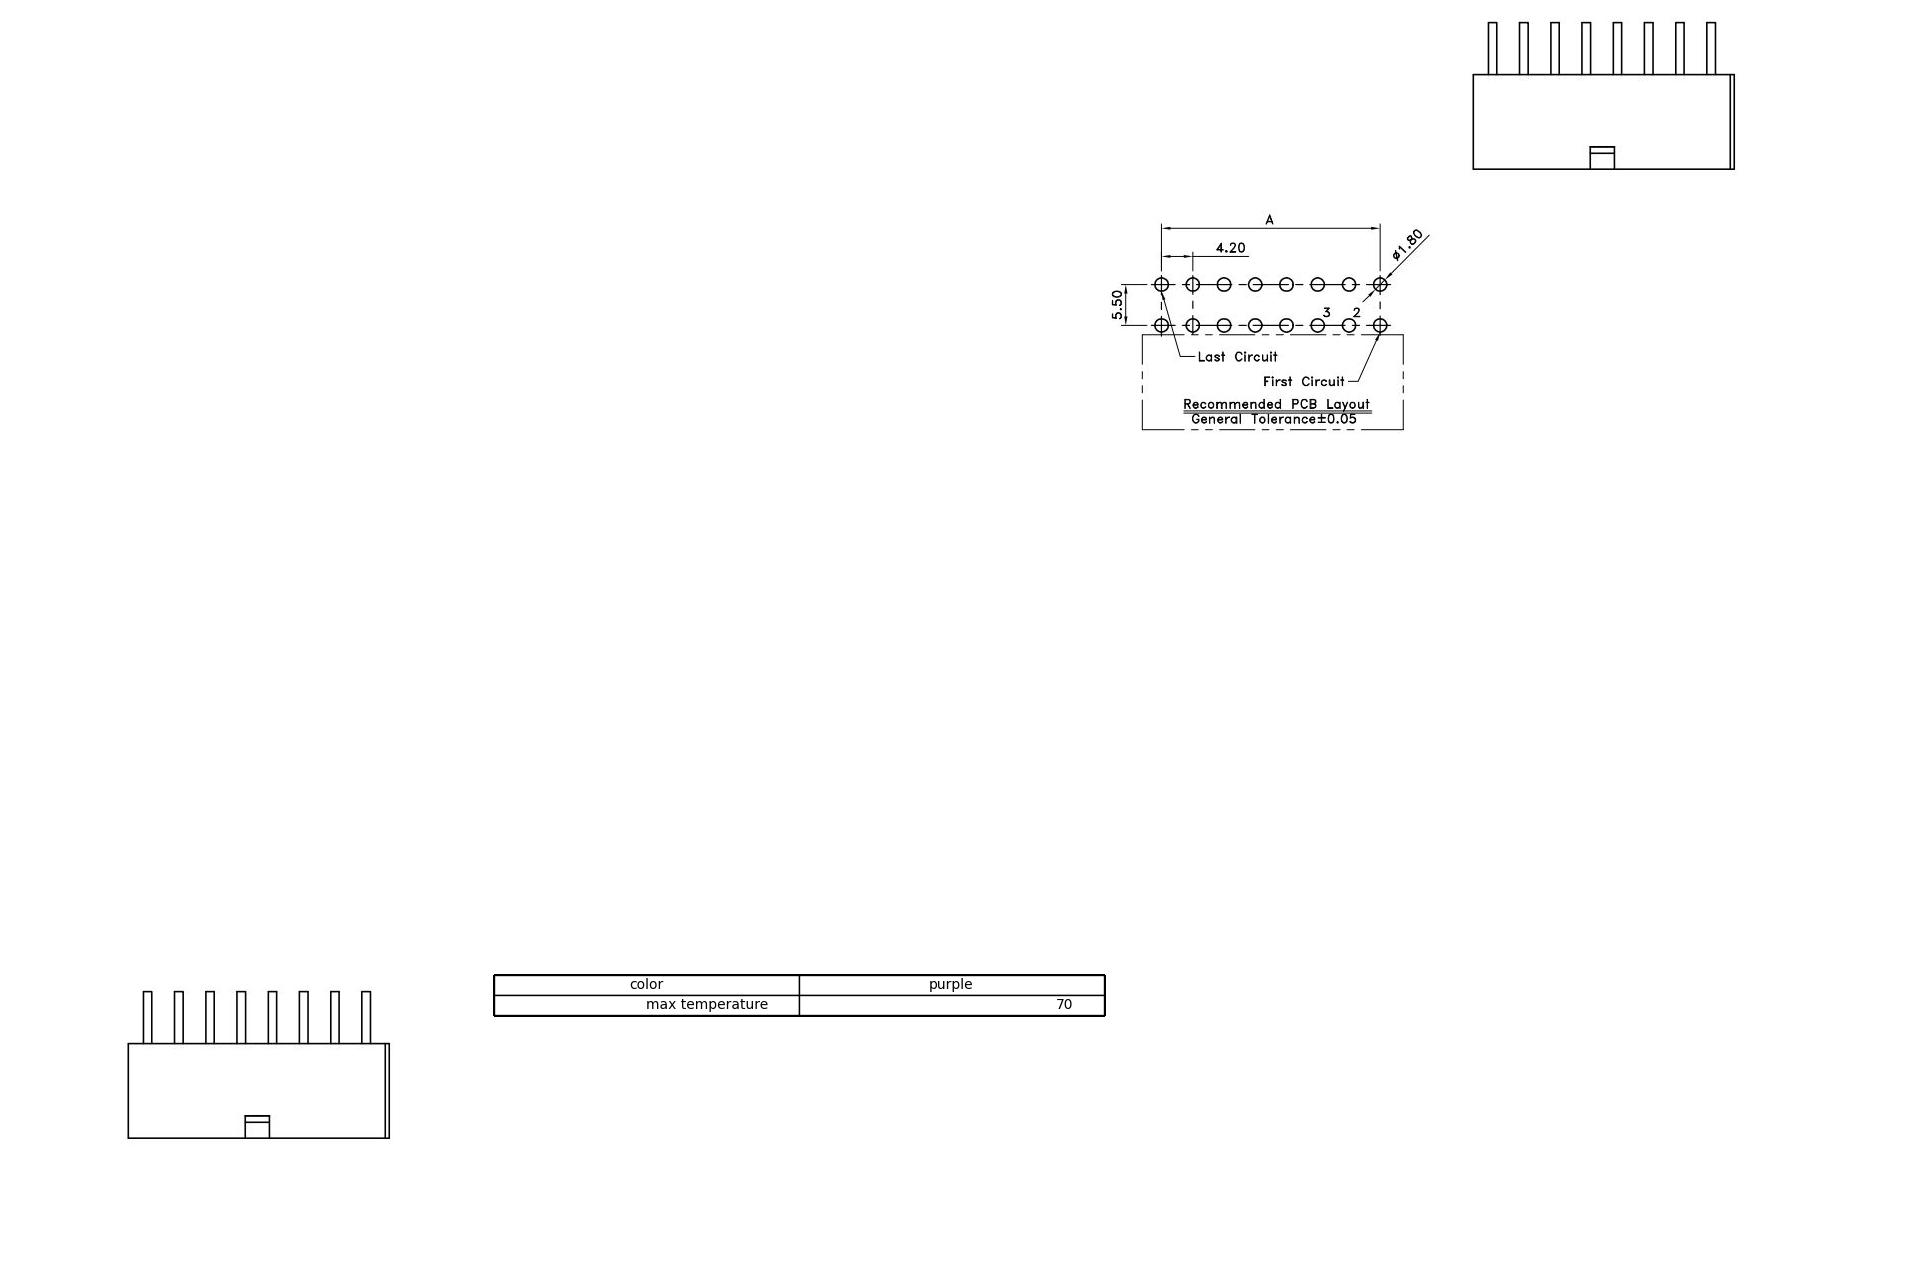 A
4.20
ø1.80
5.50
3 2
Last Circuit
First Circuit
Recommended PCB Layout
General Tolerance±0.05
color purple
max temperature 70